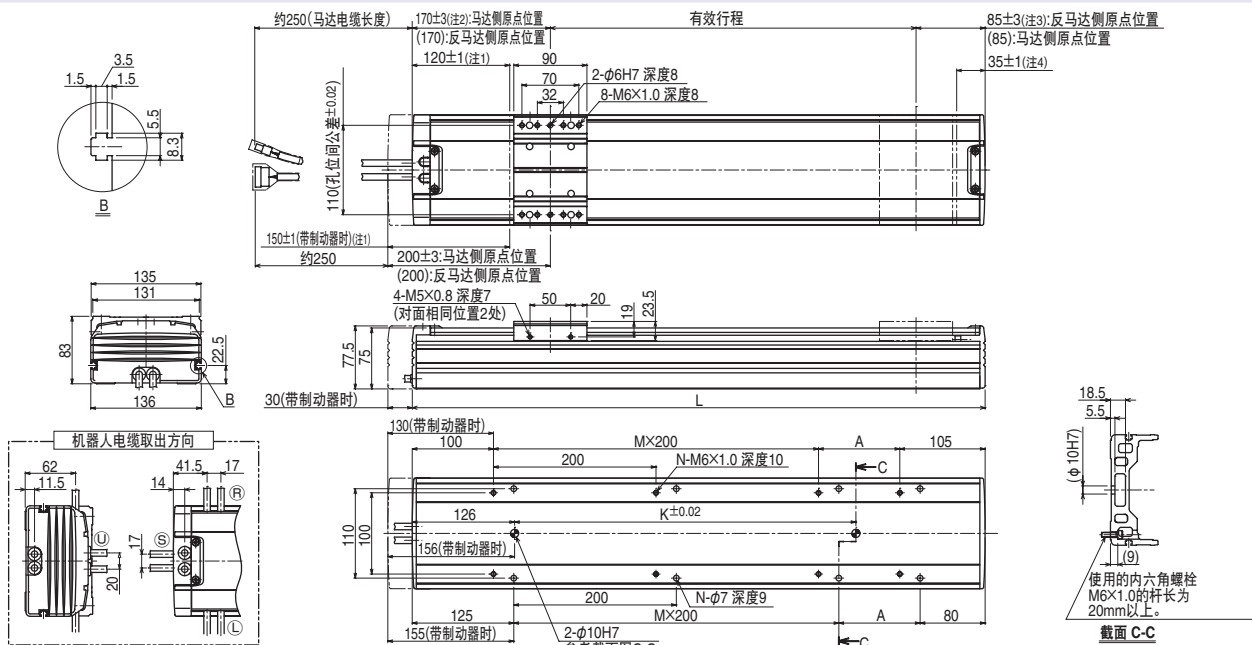 约250(马达电缆长度)
170±3(注2):马达侧原点位置
(170):反马达侧原点位置
有效行程
85±3(注3):反马达侧原点位置
(85):马达侧原点位置
120±1(注1)
90
35±1(注4)
70
2-φ6H7 深度8
32
8-M6×1.0 深度8
3.5
1.5
1.5
5.5
8.3
B
110(孔位间公差±0.02)
150±1(带制动器时)(注1)
约250
200±3:马达侧原点位置
(200):反马达侧原点位置
4-M5×0.8 深度7
(对面相同位置2处)
50
20
19
23.5
135
131
83
22.5
136
B
77.5
75
30(带制动器时)
L
机器人电缆取出方向
62
11.5
41.5
17
14
Ⓡ
Ⓤ
Ⓢ
17
20
Ⓛ
130(带制动器时)
100
M×200
A
105
200
N-M6×1.0 深度10
C
126
K±0.02
110
100
156(带制动器时)
200
N-φ7 深度9
125
M×200
A
80
155(带制动器时)
2-φ10H7
C
18.5
5.5
(φ10H7)
(9)
使用的内六角螺栓
M6×1.0的杆长为
20mm以上。
截面 C-C